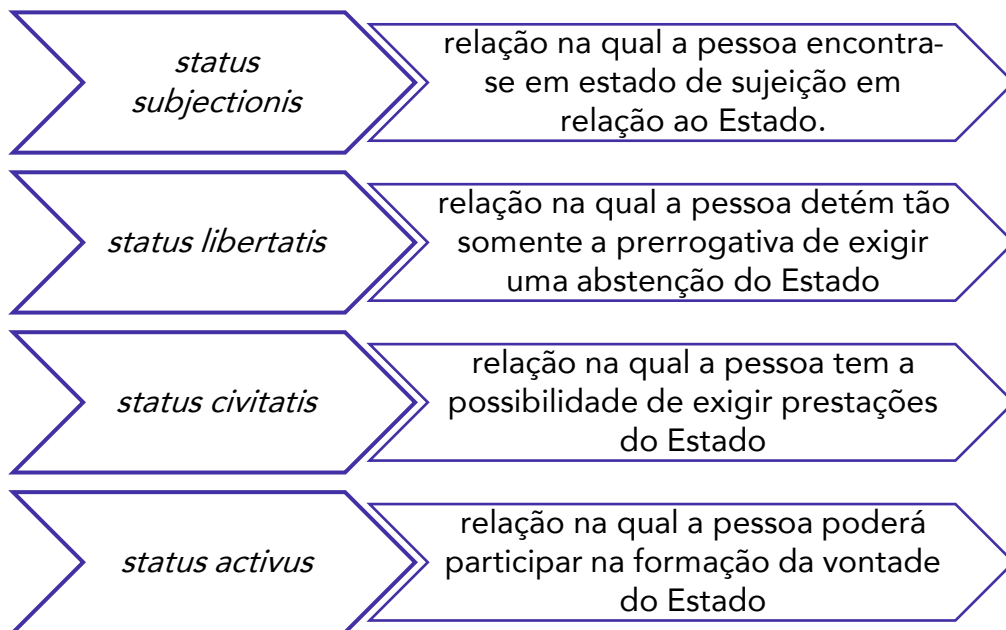 status
subjectionis
relação na qual a pessoa encontra-
se em estado de sujeição em
relação ao Estado.
status libertatis
relação na qual a pessoa detém tão
somente a prerrogativa de exigir
uma abstenção do Estado
status civitatis
relação na qual a pessoa tem a
possibilidade de exigir prestações
do Estado
status activus
relação na qual a pessoa poderá
participar na formação da vontade
do Estado